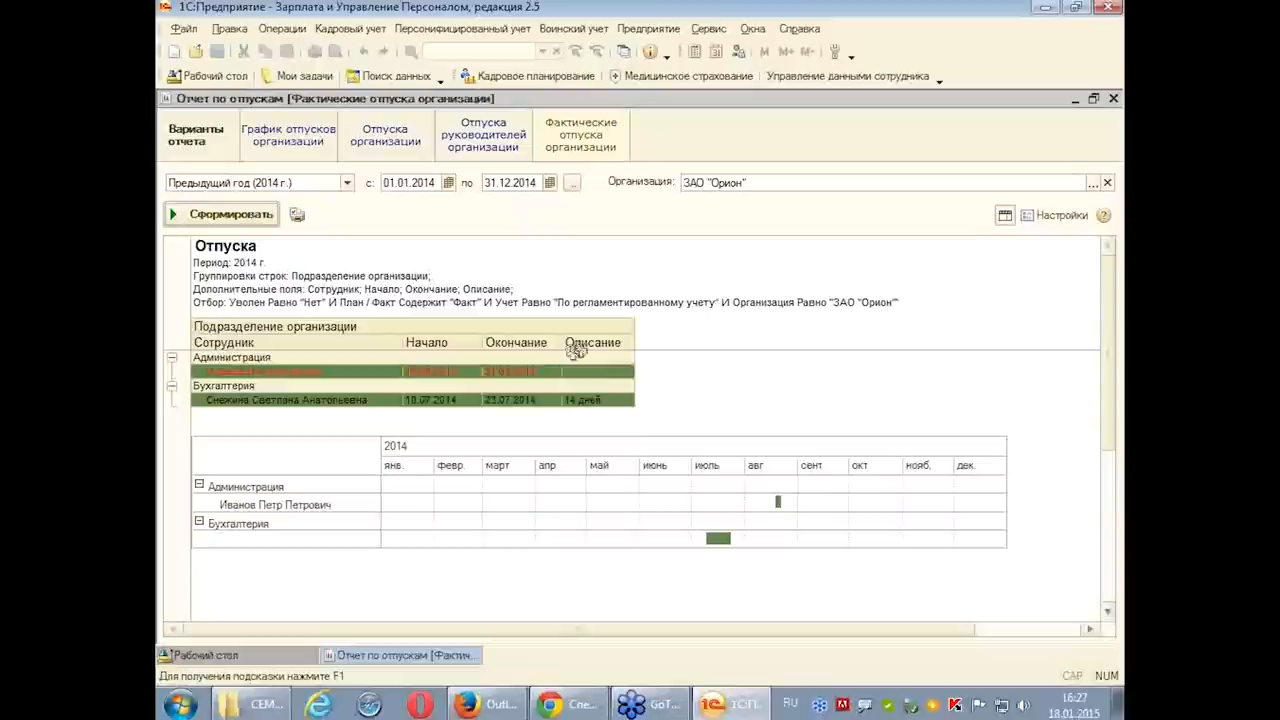 1С:Предприятие - Зарплата и Управление Персоналом, редакция 2.5
Файл Правка Операции Кадровый учет Персонифицированный учет Воинский учет Предприятие Сервис Окна Справка
M M+ M-
Рабочий стол Мои задачи Поиск данных Кадровое планирование Медицинское страхование Управление данными сотрудника
Отчет по отпускам [Фактические отпуска организации]
Варианты отчета
График отпусков организации
Отпуска организации
Отпуска руководителей организации
Фактические отпуска организации
Предыдущий год (2014 г.) с: 01.01.2014 по 31.12.2014 ... Организация: ЗАО "Орион" ...
Сформировать Настройки
Отпуска
Период: 2014 г.
Группировки строк: Подразделение организации;
Дополнительные поля: Сотрудник; Начало; Окончание; Описание;
Отбор: Уволен Равно "Нет" И План / Факт Содержит "Факт" И Учет Равно "По регламентированному учету" И Организация Равно "ЗАО "Орион"
Подразделение организации
Сотрудник Начало Окончание Описание
Администрация
Бухгалтерия
Снежина Светлана Анатольевна 10.07.2014 23.07.2014 14 дней
2014
янв. февр. март апр май июнь июль авг сент окт нояб. дек.
Администрация
Иванов Петр Петрович
Бухгалтерия
Рабочий стол Отчет по отпускам [Фактич...
Для получения подсказки нажмите F1 CAP NUM
СЕМ... Outl... Спе... GoT... 1С:П... RU 16:27
18.01.2015